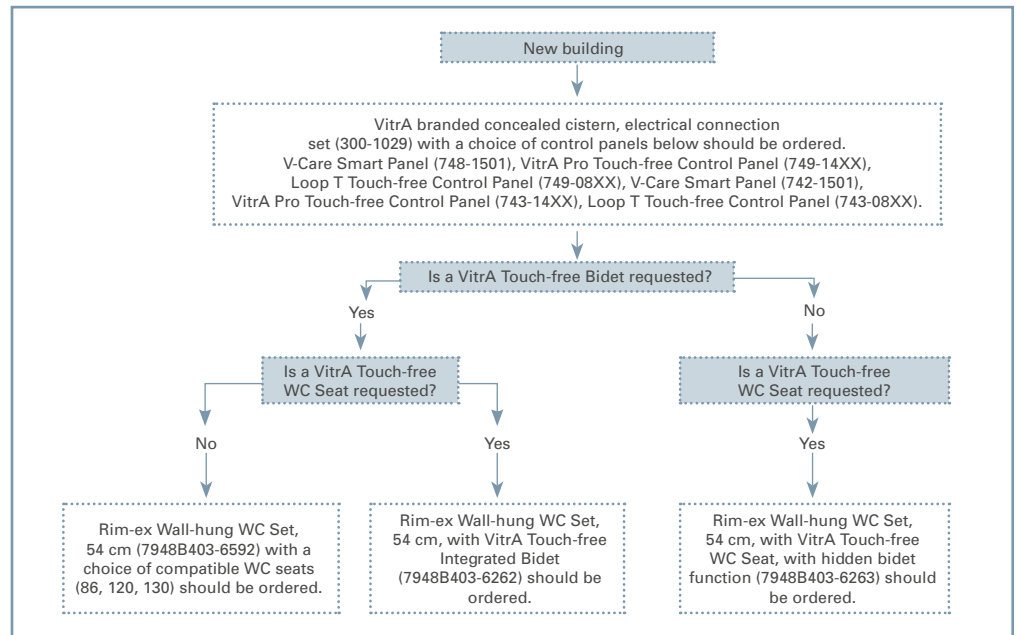 New building
VitrA branded concealed cistern, electrical connection
set (300-1029) with a choice of control panels below should be ordered.
V-Care Smart Panel (748-1501), VitrA Pro Touch-free Control Panel (749-14XX),
Loop T Touch-free Control Panel (749-08XX), V-Care Smart Panel (742-1501),
VitrA Pro Touch-free Control Panel (743-14XX), Loop T Touch-free Control Panel (743-08XX).
Is a VitrA Touch-free Bidet requested?
Yes
No
Is a VitrA Touch-free
WC Seat requested?
Is a VitrA Touch-free
WC Seat requested?
No
Yes
Yes
Rim-ex Wall-hung WC Set,
54 cm (7948B403-6592) with a
choice of compatible WC seats
(86, 120, 130) should be ordered.
Rim-ex Wall-hung WC Set,
54 cm, with VitrA Touch-free
Integrated Bidet
(7948B403-6262) should be
ordered.
Rim-ex Wall-hung WC Set,
54 cm, with VitrA Touch-free
WC Seat, with hidden bidet
function (7948B403-6263) should
be ordered.